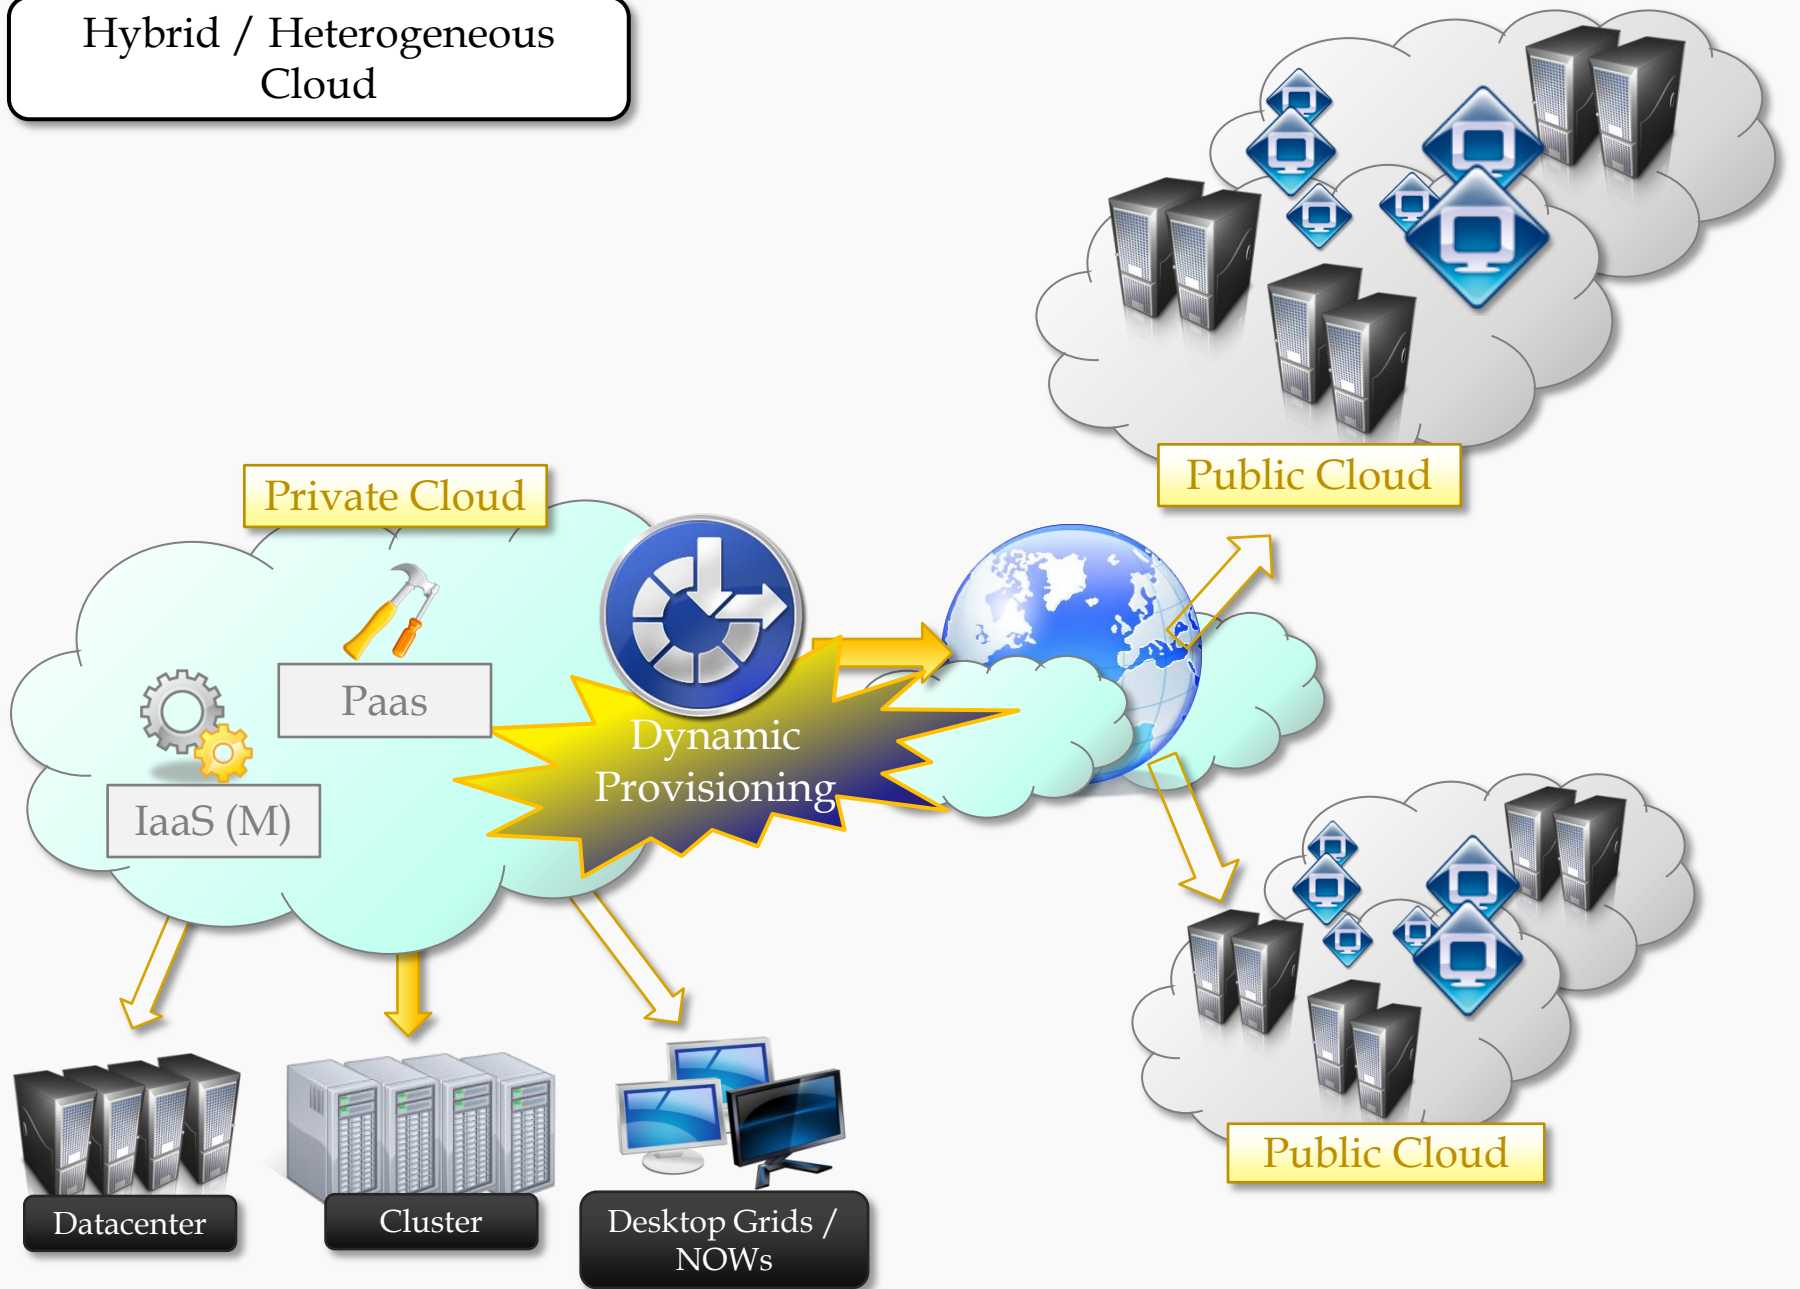 Hybrid / Heterogeneous
Cloud
Public Cloud
Private Cloud
Paas
Dynamic
Provisioning
IaaS (M)
Public Cloud
Datacenter
Cluster
Desktop Grids /
NOWs